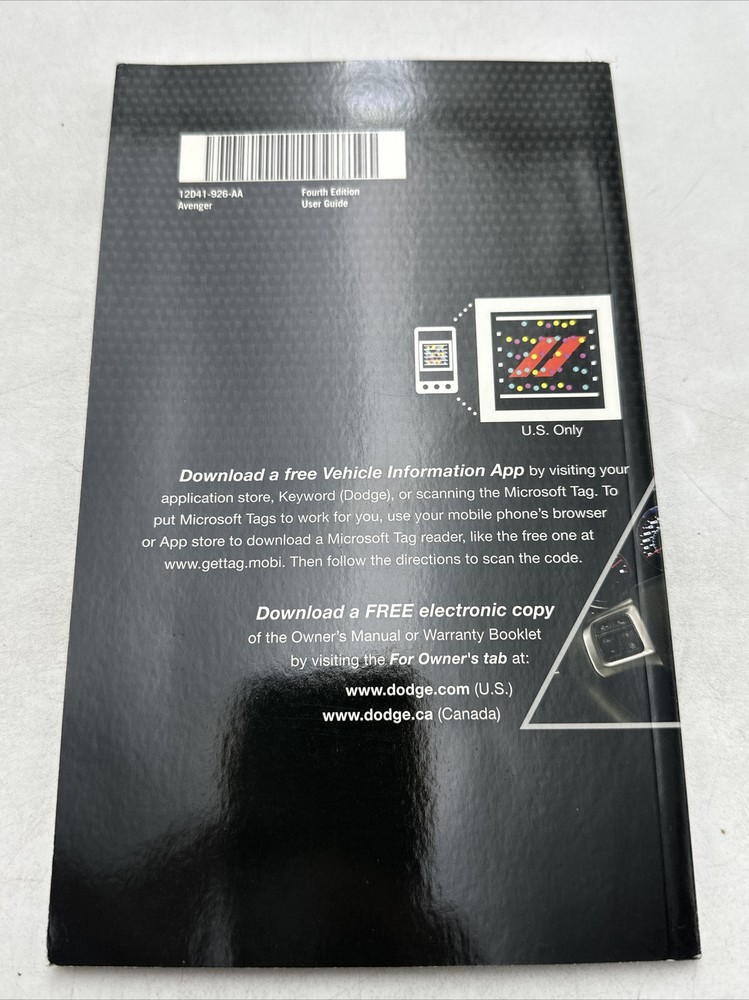 12D41-926-AA Fourth Edition
Avenger User Guide
U.S. Only
Download a free Vehicle Information App by visiting your
application store, Keyword (Dodge), or scanning the Microsoft Tag. To
put Microsoft Tags to work for you, use your mobile phone's browser
or App store to download a Microsoft Tag reader, like the free one at
www.gettag.mobi. Then follow the directions to scan the code.
Download a FREE electronic copy
of the Owner's Manual or Warranty Booklet
by visiting the For Owner's tab at:
www.dodge.com (U.S.)
www.dodge.ca (Canada)